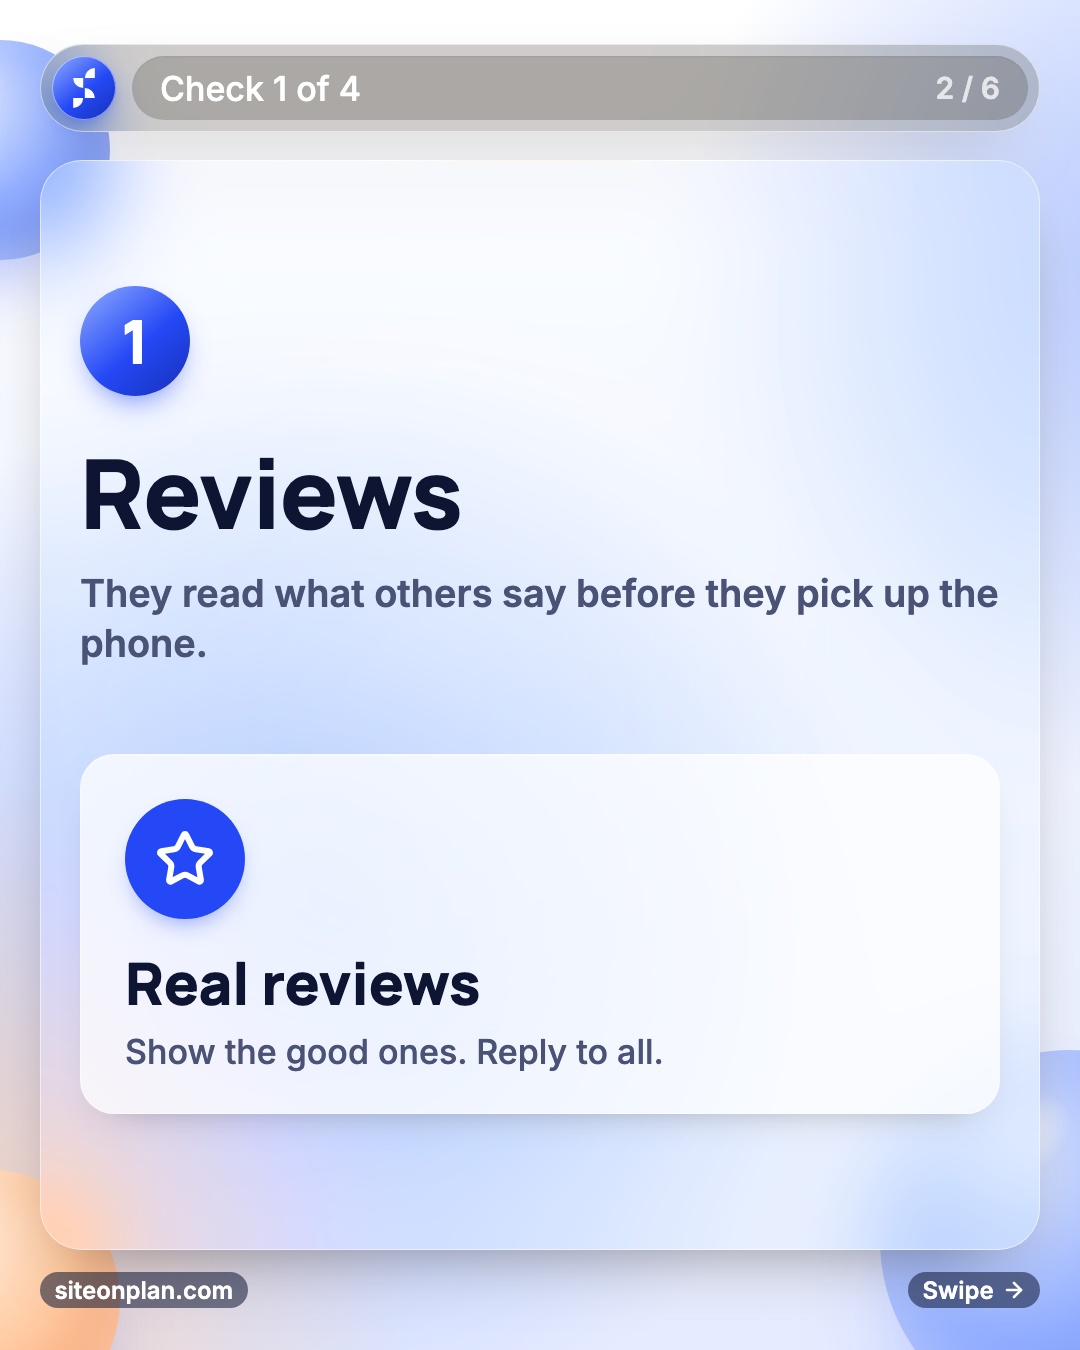 Check 1 of 4
2 / 6
1
Reviews
They read what others say before they pick up the
phone.
Real reviews
Show the good ones. Reply to all.
siteonplan.com
Swipe →